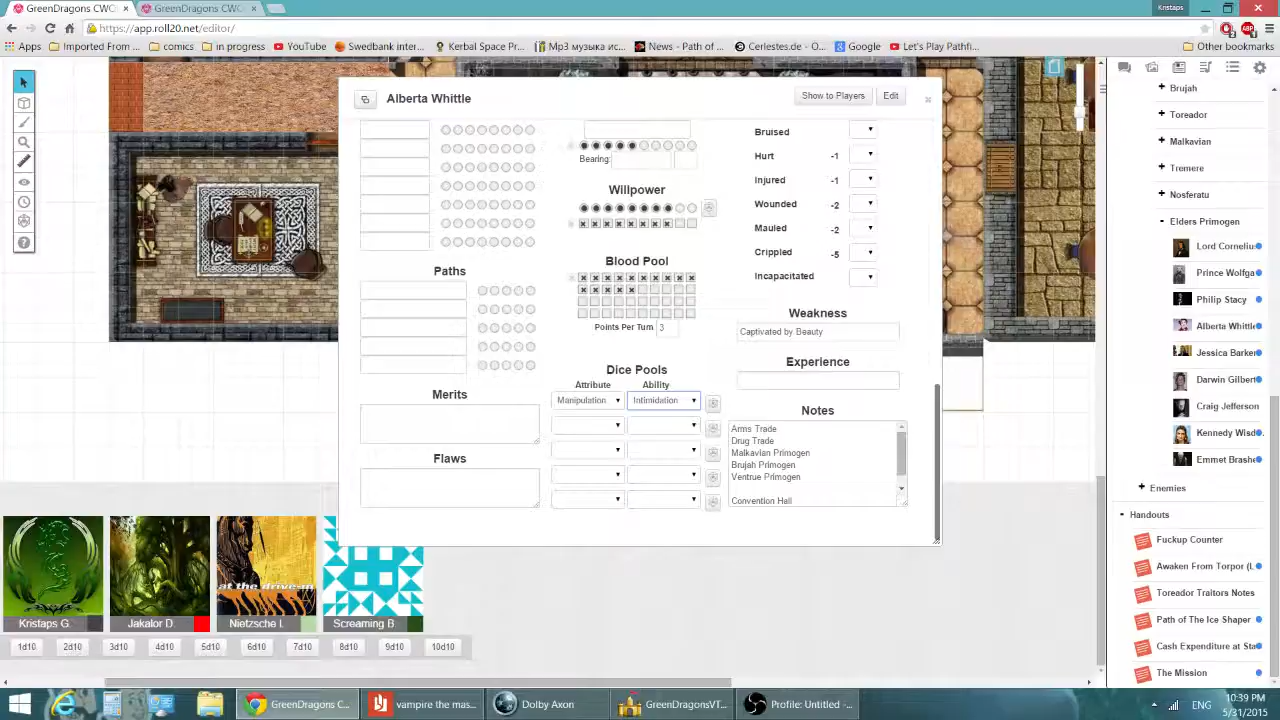 GreenDragons CWO
GreenDragons CWC
Kristaps
https://app.roll20.net/editor/
Apps
Imported From ...
comics
in progress
YouTube
Swedbank inter...
Kerbal Space Pr...
Mp3 музыка ис...
News - Path of ...
Cerlestes.de - O...
Google
Let's Play Pathfi...
Other bookmarks
Alberta Whittle
Show to Players
Edit
Bearing:
Willpower
Blood Pool
Points Per Turn
3
Paths
Merits
Flaws
Dice Pools
Attribute
Ability
Manipulation
Intimidation
Bruised
Hurt -1
Injured -1
Wounded -2
Mauled -2
Crippled -5
Incapacitated
Weakness
Captivated by Beauty
Experience
Notes
Arms Trade
Drug Trade
Malkavian Primogen
Brujah Primogen
Ventrue Primogen
Convention Hall
Brujah
Toreador
Malkavian
Tremere
Nosferatu
Elders Primogen
Lord Cornelius
Prince Wolfga
Philip Stacy
Alberta Whittle
Jessica Barker
Darwin Gilbert
Craig Jefferson
Kennedy Wisd
Emmet Brashe
Enemies
Handouts
Fuckup Counter
Awaken From Torpor (L
Toreador Traitors Notes
Path of The Ice Shaper
Cash Expenditure at Sta
The Mission
at the drive-in
Kristaps G.
Jakalor D.
Nietzsche I.
Screaming B.
1d10
2d10
3d10
4d10
5d10
6d10
7d10
8d10
9d10
10d10
GreenDragons C...
vampire the mas...
Dolby Axon
GreenDragonsVT...
Profile: Untitled -...
10:39 PM
5/31/2015